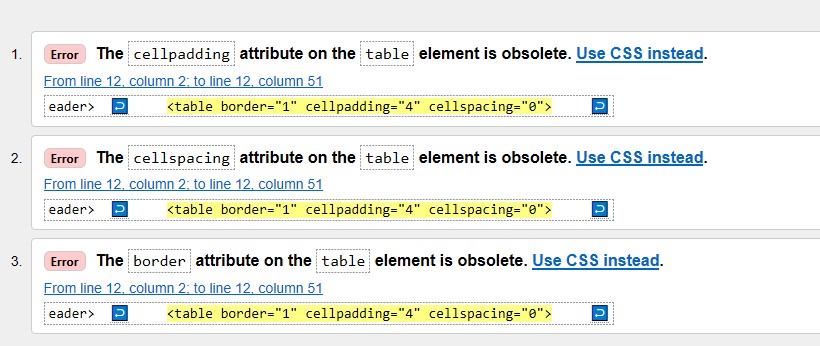 1. Error The cellpadding attribute on the table element is obsolete. Use CSS instead.
From line 12, column 2; to line 12, column 51
eader> <table border="1" cellpadding="4" cellspacing="0">
2. Error The cellspacing attribute on the table element is obsolete. Use CSS instead.
From line 12, column 2; to line 12, column 51
eader> <table border="1" cellpadding="4" cellspacing="0">
3. Error The border attribute on the table element is obsolete. Use CSS instead.
From line 12, column 2; to line 12, column 51
eader> <table border="1" cellpadding="4" cellspacing="0">